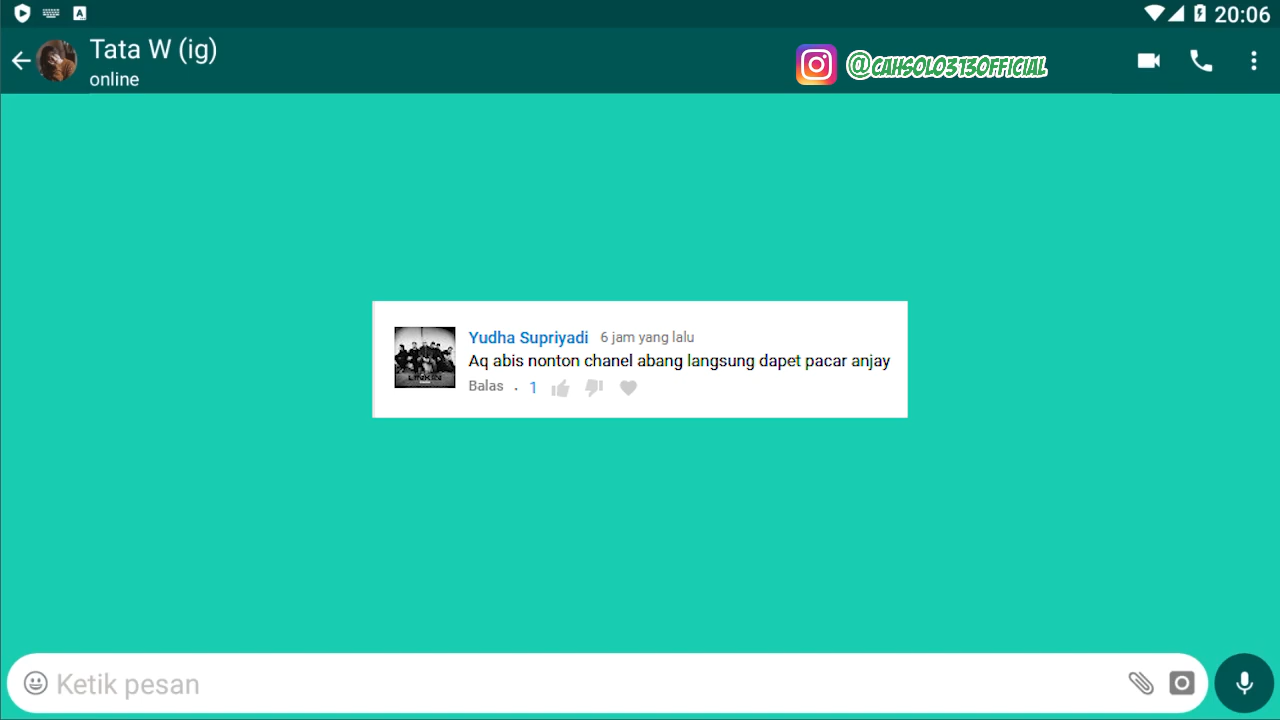 20:06
Tata W (ig)
online
@CAHSOLO313OFFICIAL
Yudha Supriyadi 6 jam yang lalu
Aq abis nonton chanel abang langsung dapet pacar anjay
Balas . 1
Ketik pesan